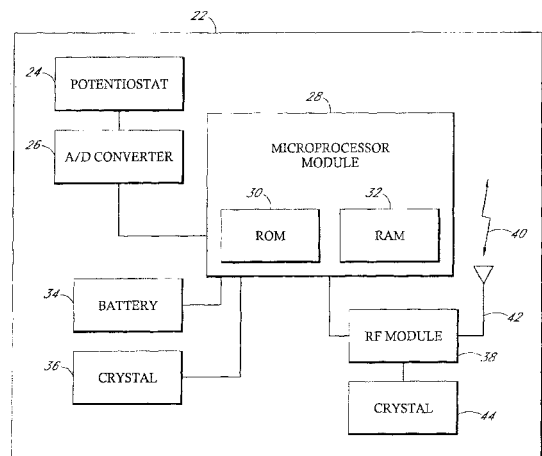 22
24
POTENTIOSTAT
28
26
A/D CONVERTER
MICROPROCESSOR
MODULE
30
ROM
32
RAM
40
34
BATTERY
42
RF MODULE
38
36
CRYSTAL
CRYSTAL
44